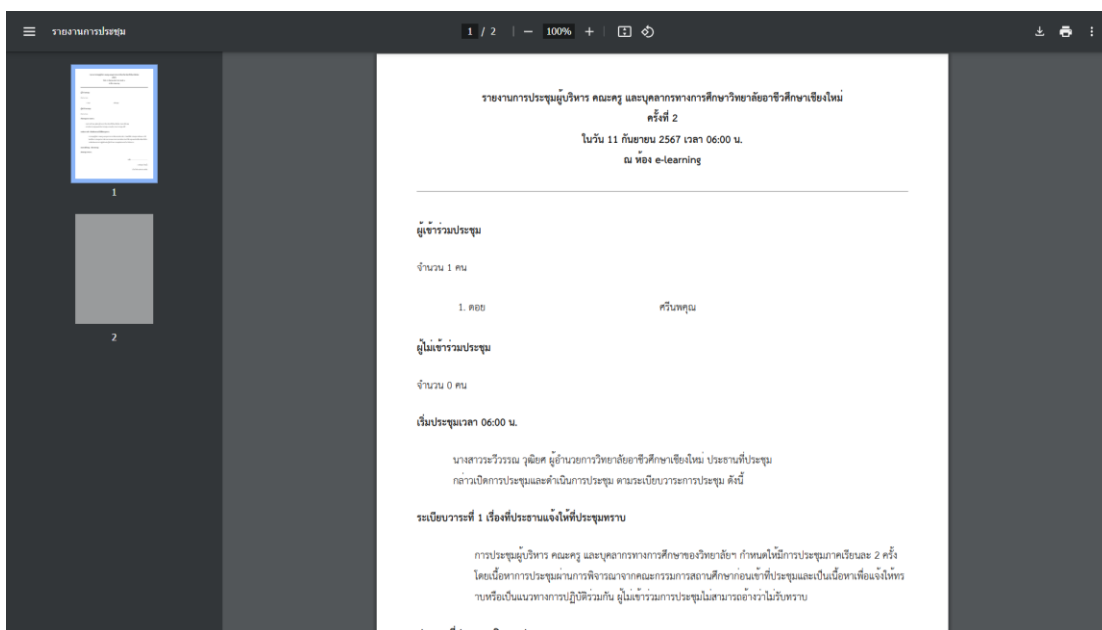 รายงานการประชุม
1 / 2 | − 100% +
1
2
รายงานการประชุมผู้บริหาร คณะครู และบุคลากรทางการศึกษาวิทยาลัยอาชีวศึกษาเชียงใหม่
ครั้งที่ 2
ในวัน 11 กันยายน 2567 เวลา 06:00 น.
ณ ห้อง e-learning
ผู้เข้าร่วมประชุม
จำนวน 1 คน
1. ตอย ศรีนพคุณ
ผู้ไม่เข้าร่วมประชุม
จำนวน 0 คน
เริ่มประชุมเวลา 06:00 น.
นางสาวระวีวรรณ วุฒิยศ ผู้อำนวยการวิทยาลัยอาชีวศึกษาเชียงใหม่ ประธานที่ประชุม
กล่าวเปิดการประชุมและดำเนินการประชุม ตามระเบียบวาระการประชุม ดังนี้
ระเบียบวาระที่ 1 เรื่องที่ประธานแจ้งให้ที่ประชุมทราบ
การประชุมผู้บริหาร คณะครู และบุคลากรทางการศึกษาของวิทยาลัยฯ กำหนดให้มีการประชุมภาคเรียนละ 2 ครั้ง
โดยเนื้อหาการประชุมผ่านการพิจารณาจากคณะกรรมการสถานศึกษาก่อนเข้าที่ประชุมและเป็นเนื้อหาเพื่อแจ้งให้ทร
าบหรือเป็นแนวทางการปฏิบัติร่วมกัน ผู้ไม่เข้าร่วมการประชุมไม่สามารถอ้างว่าไม่รับทราบ